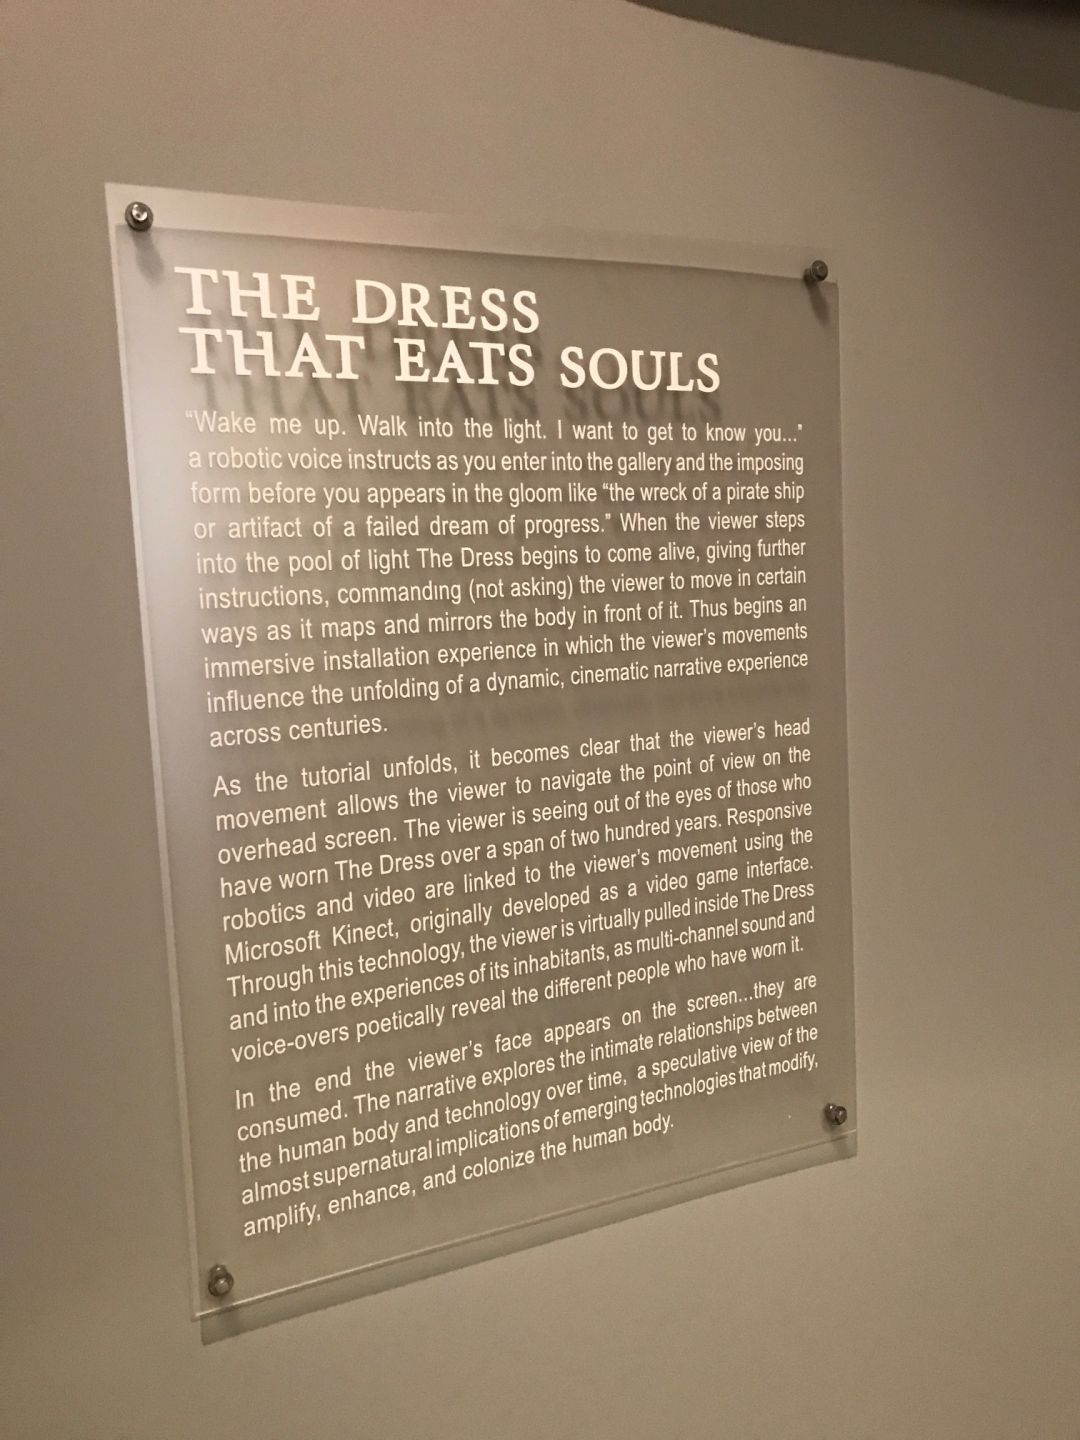 THE DRESS
THAT EATS SOULS
“Wake me up. Walk into the light. I want to get to know you...”
a robotic voice instructs as you enter into the gallery and the imposing
form before you appears in the gloom like “the wreck of a pirate ship
or artifact of a failed dream of progress.” When the viewer steps
into the pool of light The Dress begins to come alive, giving further
instructions, commanding (not asking) the viewer to move in certain
ways as it maps and mirrors the body in front of it. Thus begins an
immersive installation experience in which the viewer’s movements
influence the unfolding of a dynamic, cinematic narrative experience
across centuries.
As the tutorial unfolds, it becomes clear that the viewer’s head
movement allows the viewer to navigate the point of view on the
overhead screen. The viewer is seeing out of the eyes of those who
have worn The Dress over a span of two hundred years. Responsive
robotics and video are linked to the viewer’s movement using the
Microsoft Kinect, originally developed as a video game interface.
Through this technology, the viewer is virtually pulled inside The Dress
and into the experiences of its inhabitants, as multi-channel sound and
voice-overs poetically reveal the different people who have worn it.
In the end the viewer’s face appears on the screen...they are
consumed. The narrative explores the intimate relationships between
the human body and technology over time, a speculative view of the
almost supernatural implications of emerging technologies that modify,
amplify, enhance, and colonize the human body.